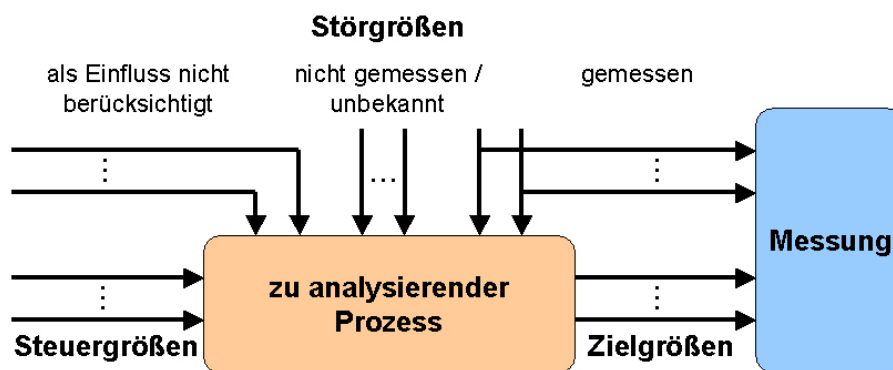 Störgrößen
als Einfluss nicht
berücksichtigt
nicht gemessen /
unbekannt
gemessen
...
...
...
Messung
zu analysierender
Prozess
...
...
Steuergrößen
Zielgrößen